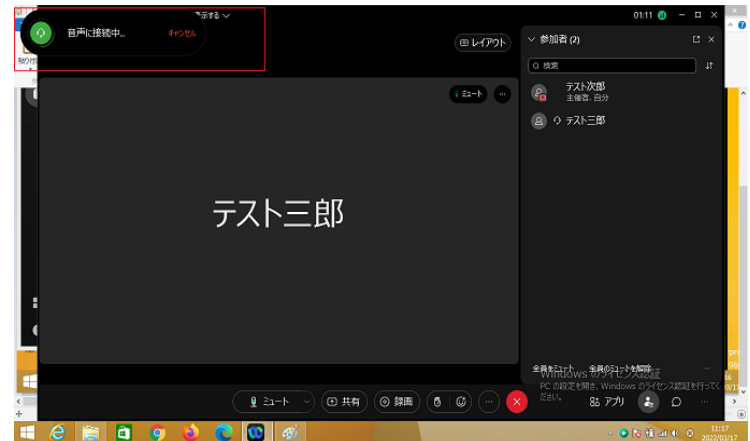 表示する
01:11
音声に接続中...
キャンセル
レイアウト
参加者 (2)
検索
ミュート
テスト次郎
主催者, 自分
テスト三郎
テスト三郎
全員をミュート
全員のミュートを解除
Windows のライセンス認証
PC の設定を開き、Windows のライセンス認証を行って
ださい。
ミュート
共有
録画
アプリ
11:17
2022/03/17